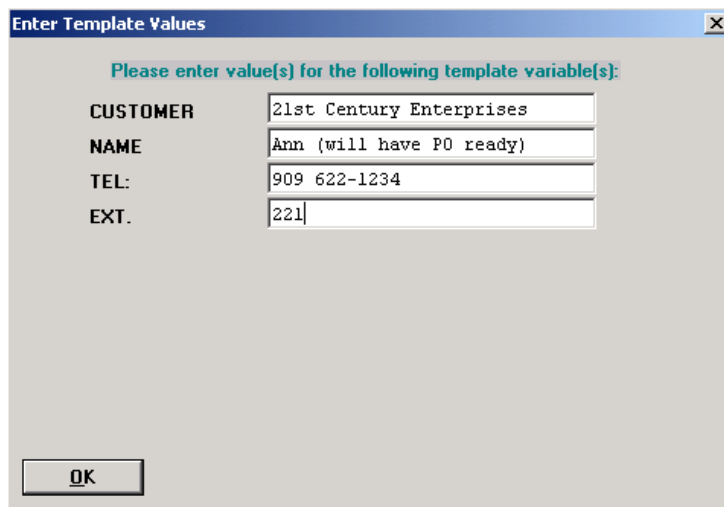 Enter Template Values
Please enter value(s) for the following template variable(s):
CUSTOMER 21st Century Enterprises
NAME Ann (will have PO ready)
TEL: 909 622-1234
EXT. 221
OK